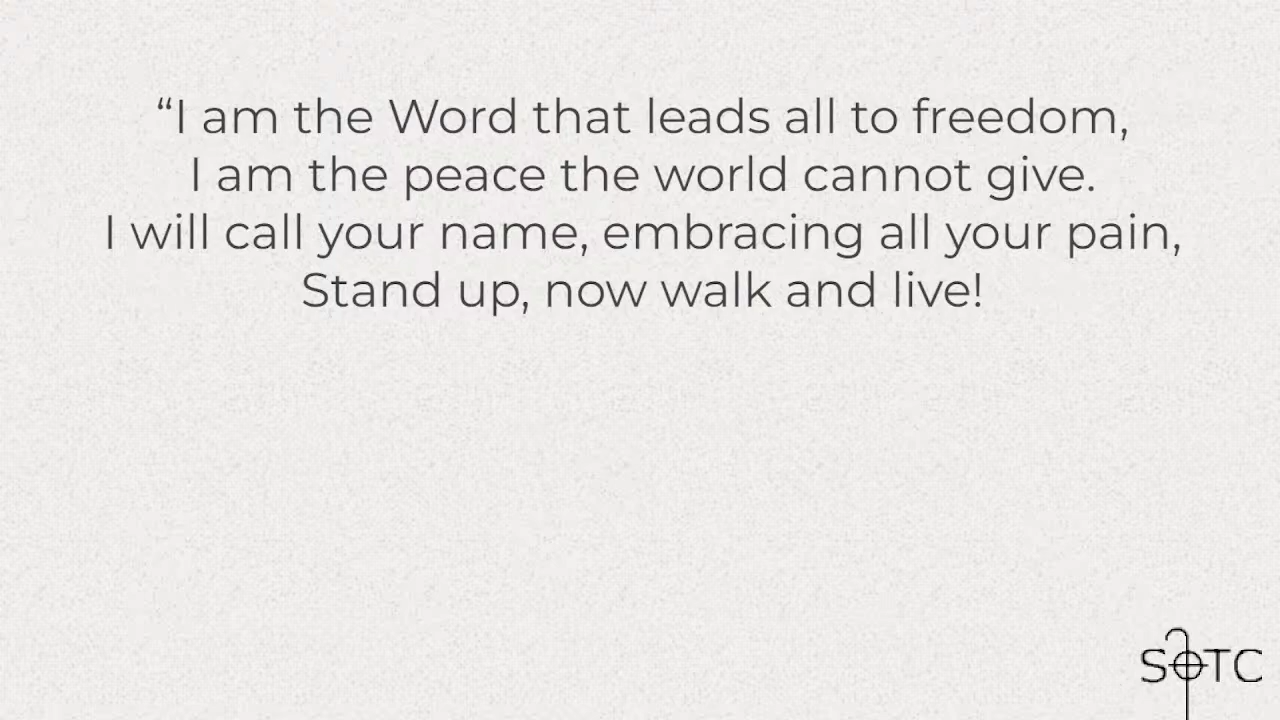 “I am the Word that leads all to freedom,
I am the peace the world cannot give.
I will call your name, embracing all your pain,
Stand up, now walk and live!
SOTC